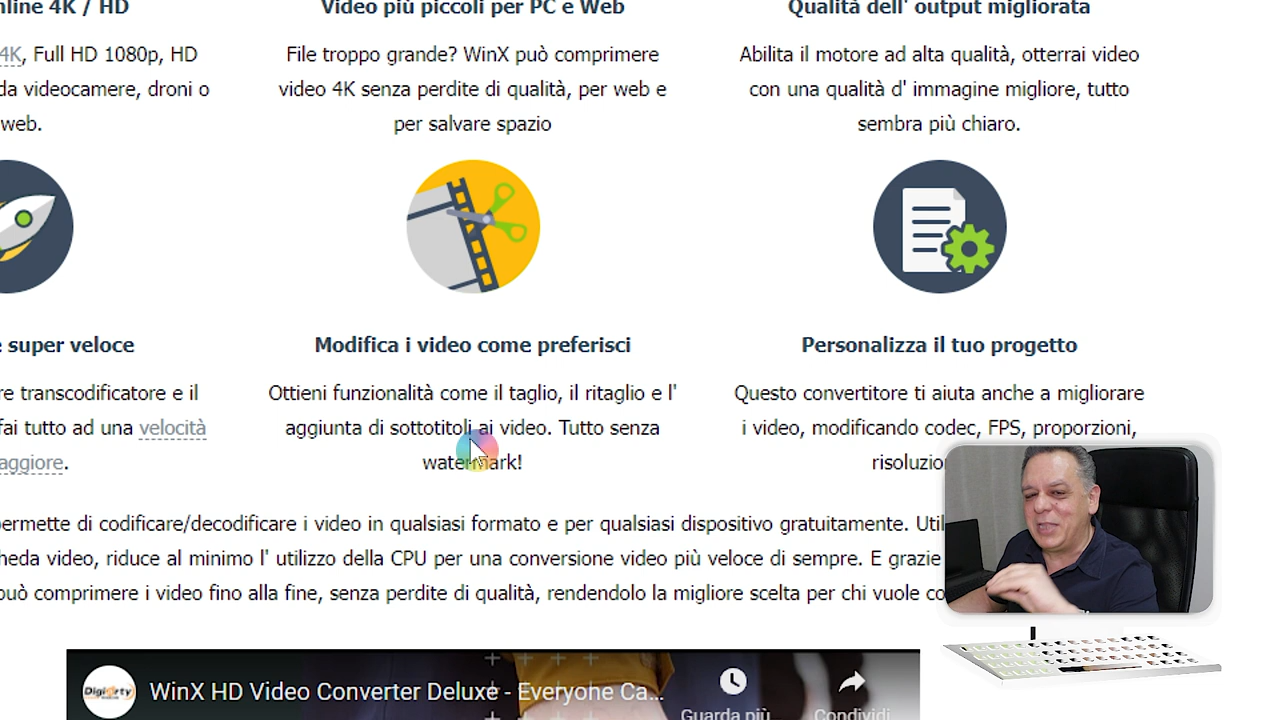 nline 4K / HD
Video più piccoli per PC e Web
Qualità dell' output migliorata
4K, Full HD 1080p, HD
da videocamere, droni o
web.
File troppo grande? WinX può comprimere
video 4K senza perdite di qualità, per web e
per salvare spazio
Abilita il motore ad alta qualità, otterrai video
con una qualità d' immagine migliore, tutto
sembra più chiaro.
e super veloce
Modifica i video come preferisci
Personalizza il tuo progetto
re transcodificatore e il
fai tutto ad una velocità
aggiore.
Ottieni funzionalità come il taglio, il ritaglio e l'
aggiunta di sottotitoli ai video. Tutto senza
watermark!
Questo convertitore ti aiuta anche a migliorare
i video, modificando codec, FPS, proporzioni,
risoluzio
ermette di codificare/decodificare i video in qualsiasi formato e per qualsiasi dispositivo gratuitamente. Util
heda video, riduce al minimo l' utilizzo della CPU per una conversione video più veloce di sempre. E grazie
può comprimere i video fino alla fine, senza perdite di qualità, rendendolo la migliore scelta per chi vuole co
Digiarty
WinX HD Video Converter Deluxe - Everyone Ca...
Guarda più
Condividi